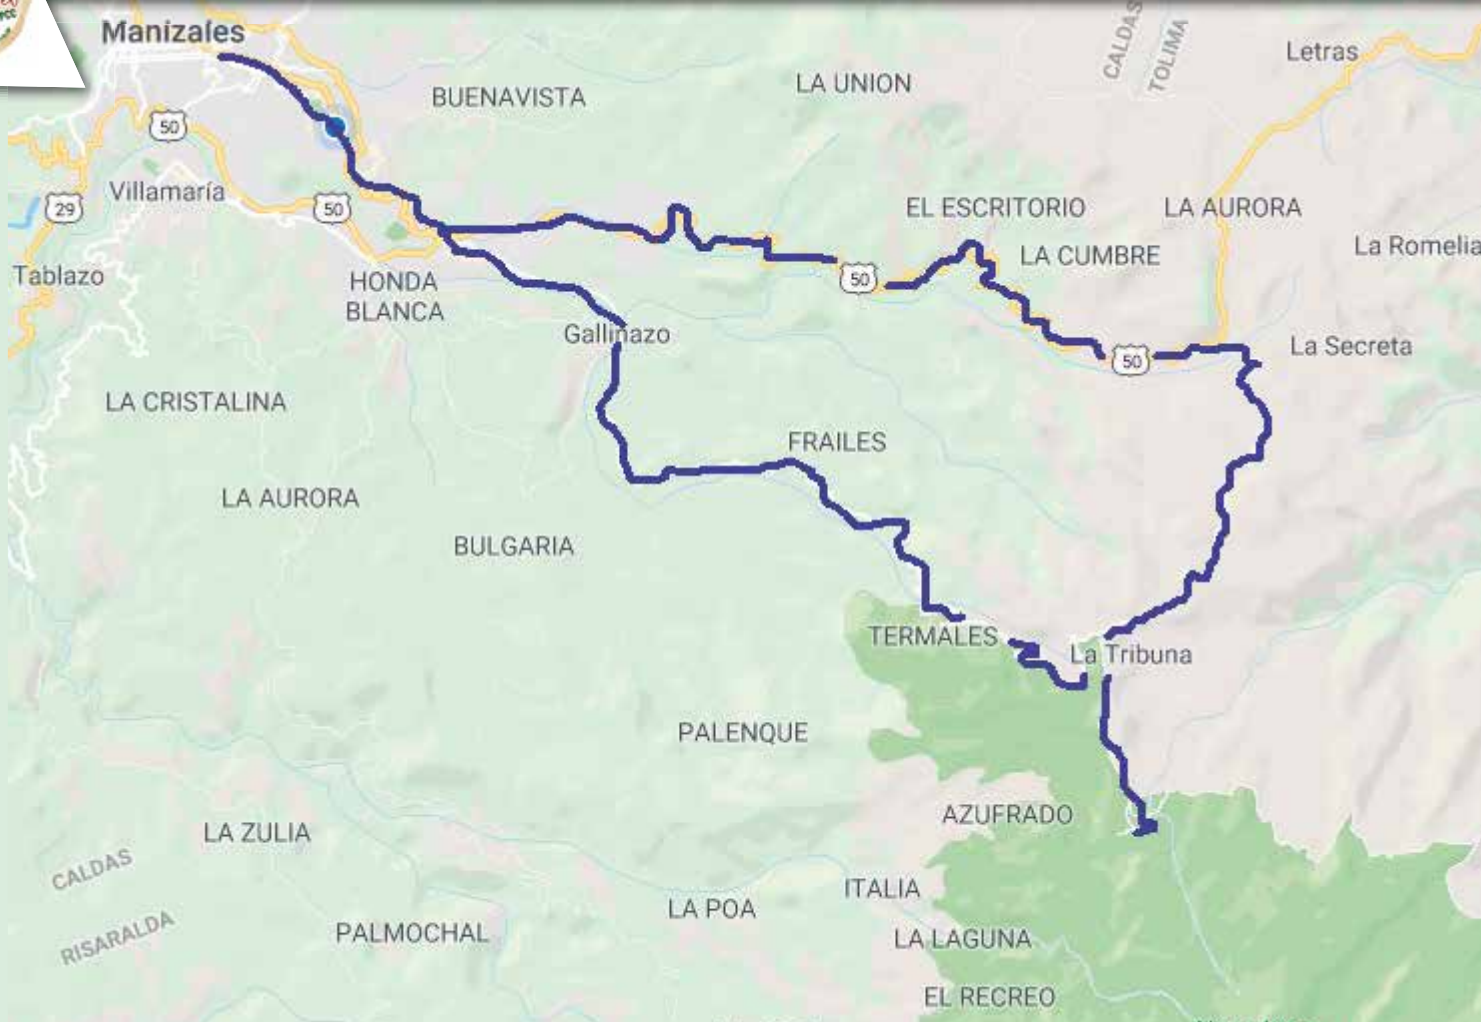 Manizales
CALDAS
TOLIMA
Letras
BUENAVISTA
LA UNION
50
Villamaría
29
50
EL ESCRITORIO
LA AURORA
La Romelia
LA CUMBRE
Tablazo
HONDA
BLANCA
50
Gallinazo
50
La Secreta
LA CRISTALINA
FRAILES
LA AURORA
BULGARIA
TERMALES
La Tribuna
PALENQUE
AZUFRADO
LA ZULIA
CALDAS
RISARALDA
ITALIA
LA POA
PALMOCHAL
LA LAGUNA
EL RECREO